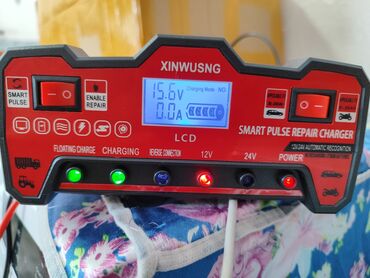 XINWUSNG
SMART PULSE
ENABLE REPAIR
15.6V
Charging Mode: NO.
0.0A
LCD
SMART PULSE REPAIR CHARGER
12V/24V AUTOMATIC RECOGNITION
FLOATING CHARGE
CHARGING
REVERSE CONNECTION
12V
24V
POWER